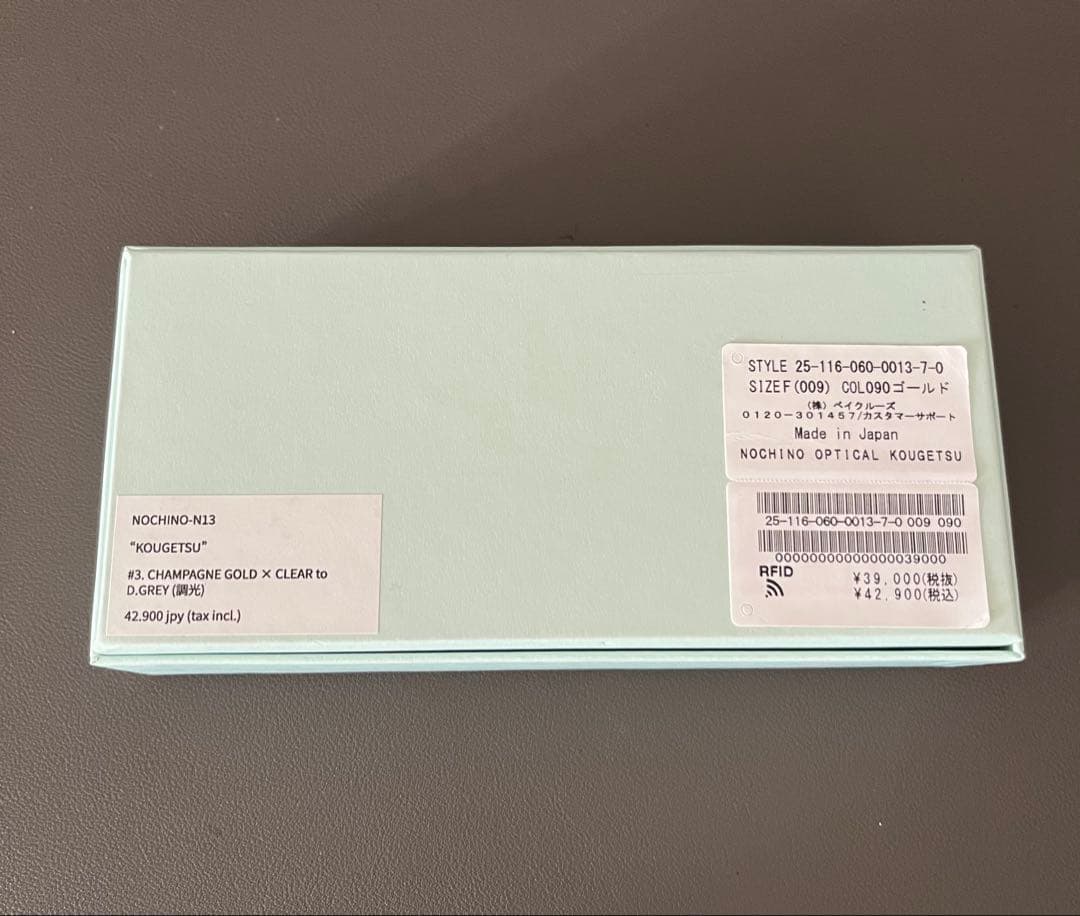 NOCHINO-N13
“KOUGETSU”
#3. CHAMPAGNE GOLD × CLEAR to
D.GREY (調光)
42.900 jpy (tax incl.)
STYLE 25-116-060-0013-7-0
SIZEF(009) COL090ゴールド
(株) ベイクルーズ
0120-301457/カスタマーサポート
Made in Japan
NOCHINO OPTICAL KOUGETSU
25-116-060-0013-7-0 009 090
00000000000000039000
RFID
¥39,000(税抜)
¥42,900(税込)